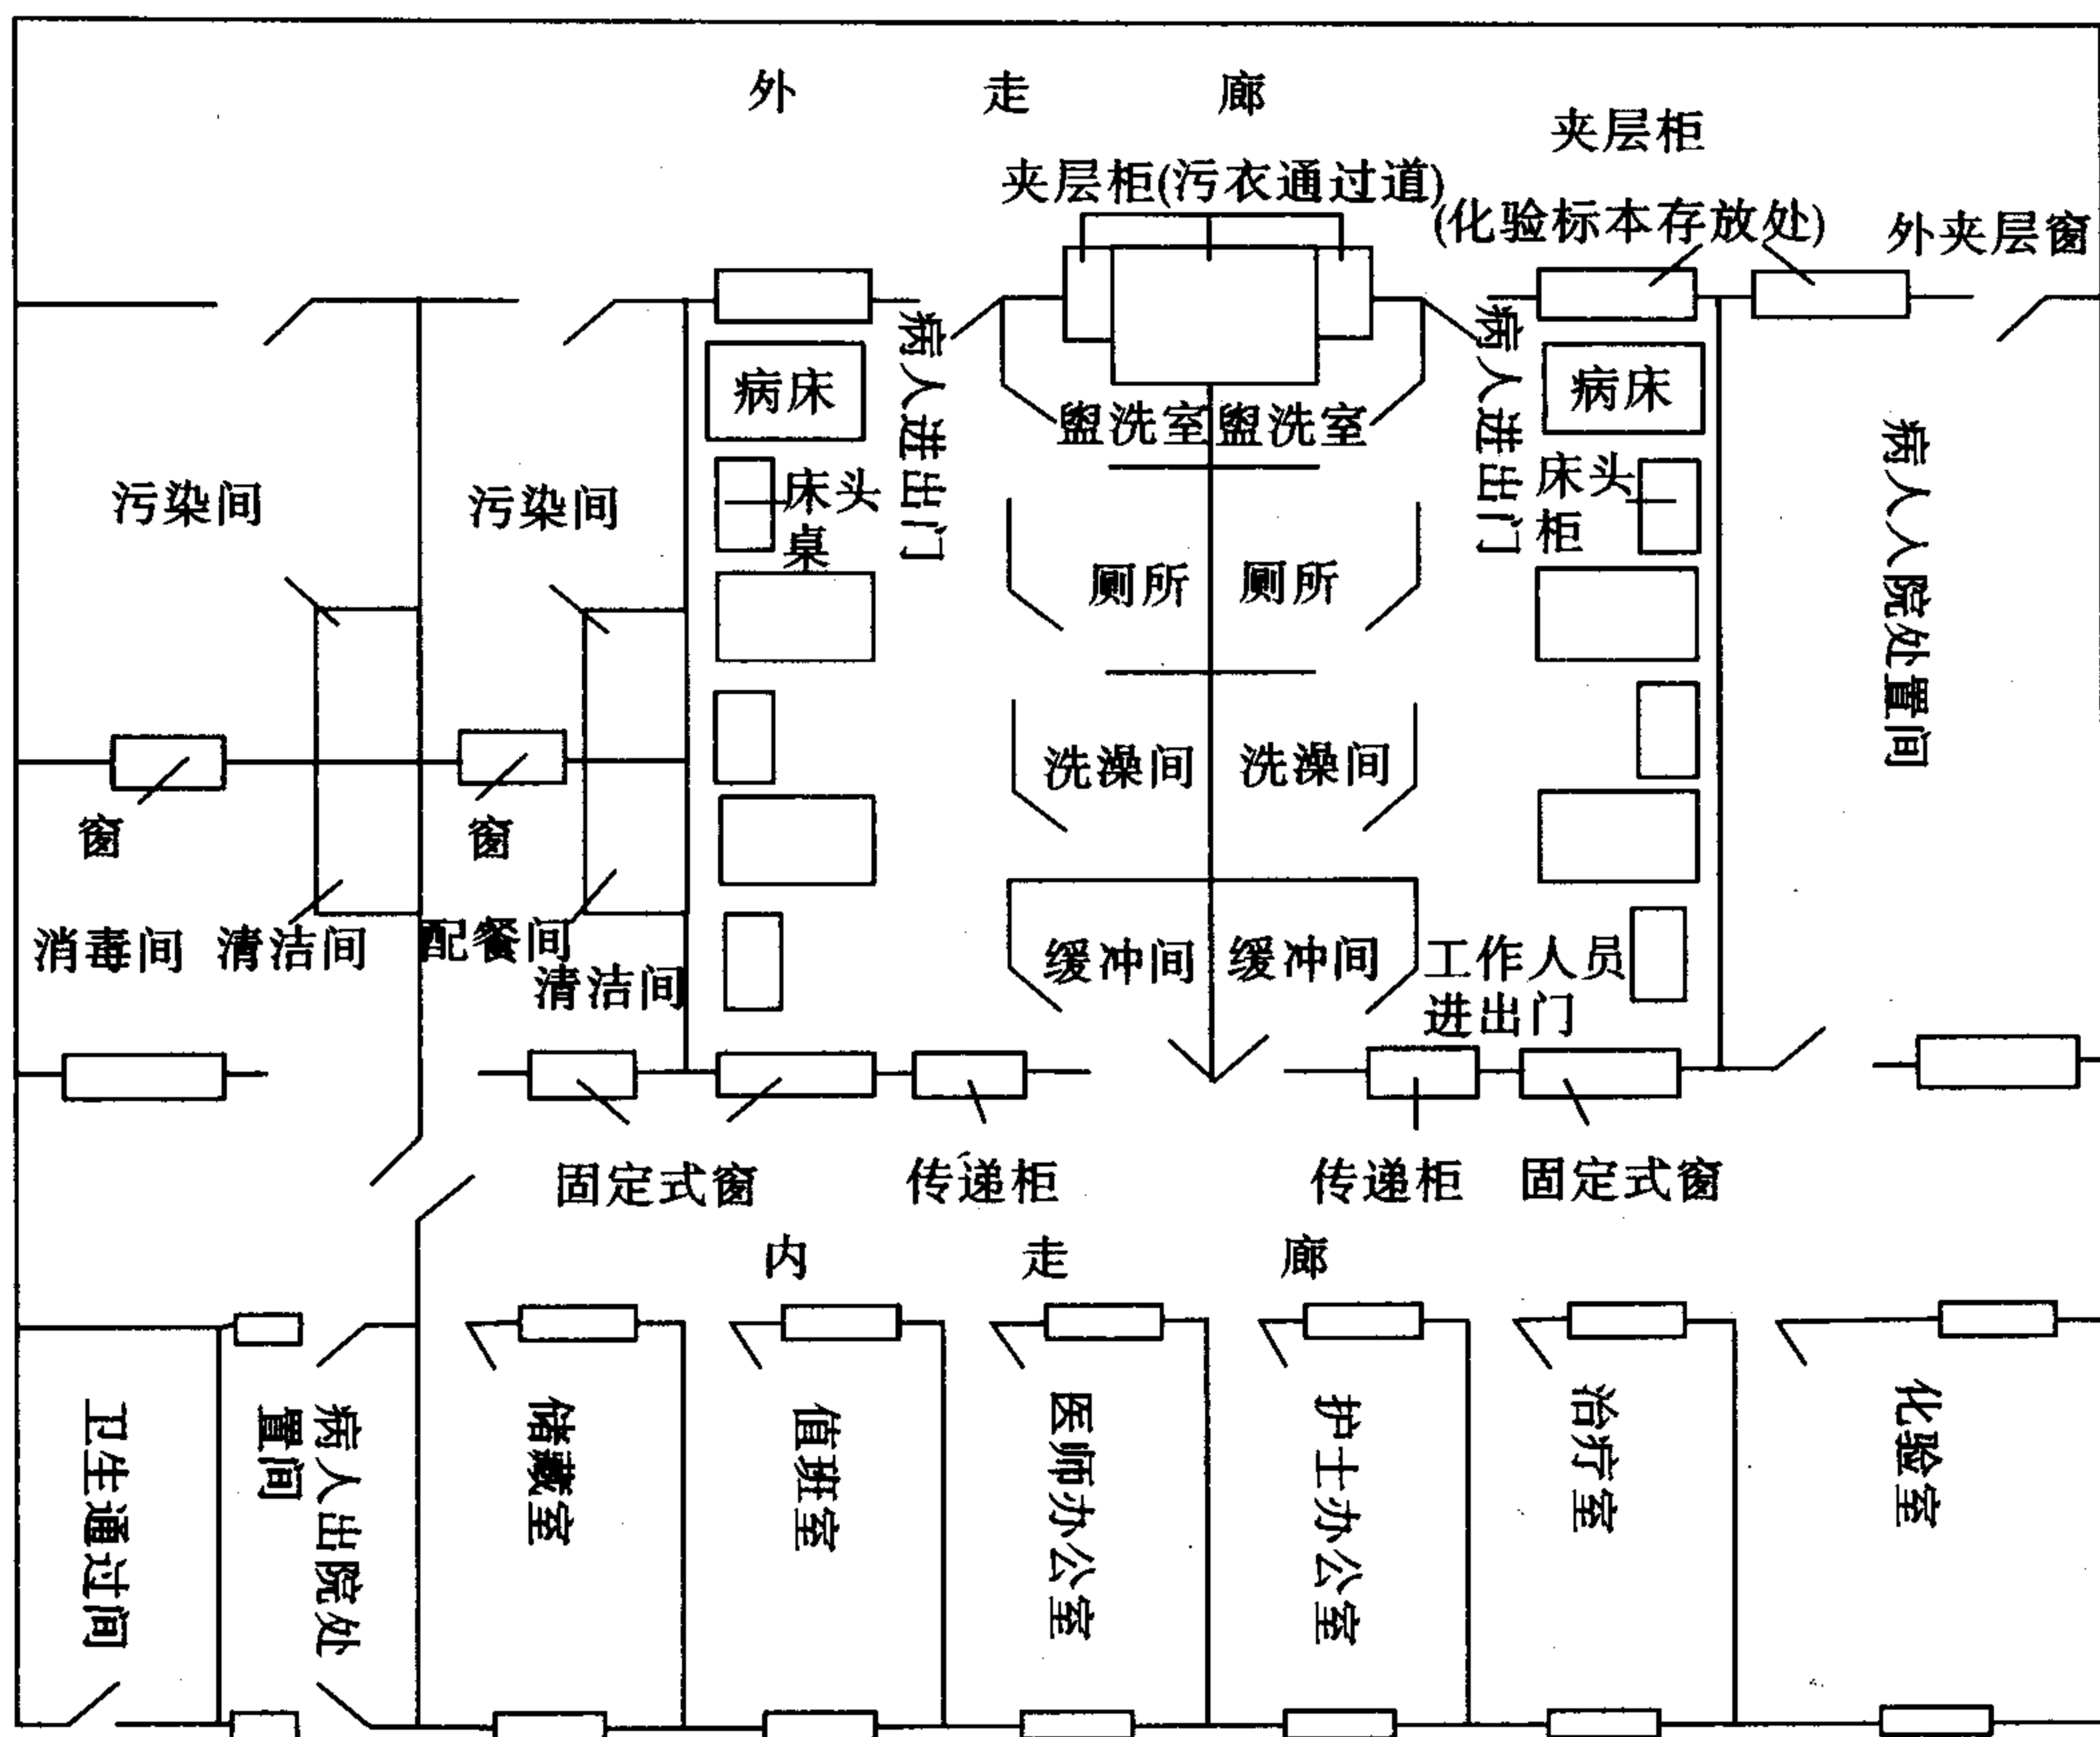 外走廊
夹层柜
夹层柜(污衣通过道)
(化验标本存放处)
外夹层窗
病床
病人进出门
盥洗室
盥洗室
病人进出门
病床
污染间
污染间
床头
桌
床头
柜
病人人院处置间
厕所
厕所
洗澡间
洗澡间
窗
窗
消毒间
清洁间
配餐间
清洁间
缓冲间
缓冲间
工作人员
进出门
固定式窗
传递柜
传递柜
固定式窗
内走廊
卫生通过间
病人出院处
置间
储藏室
值班室
医师办公室
护士办公室
治疗室
化验室